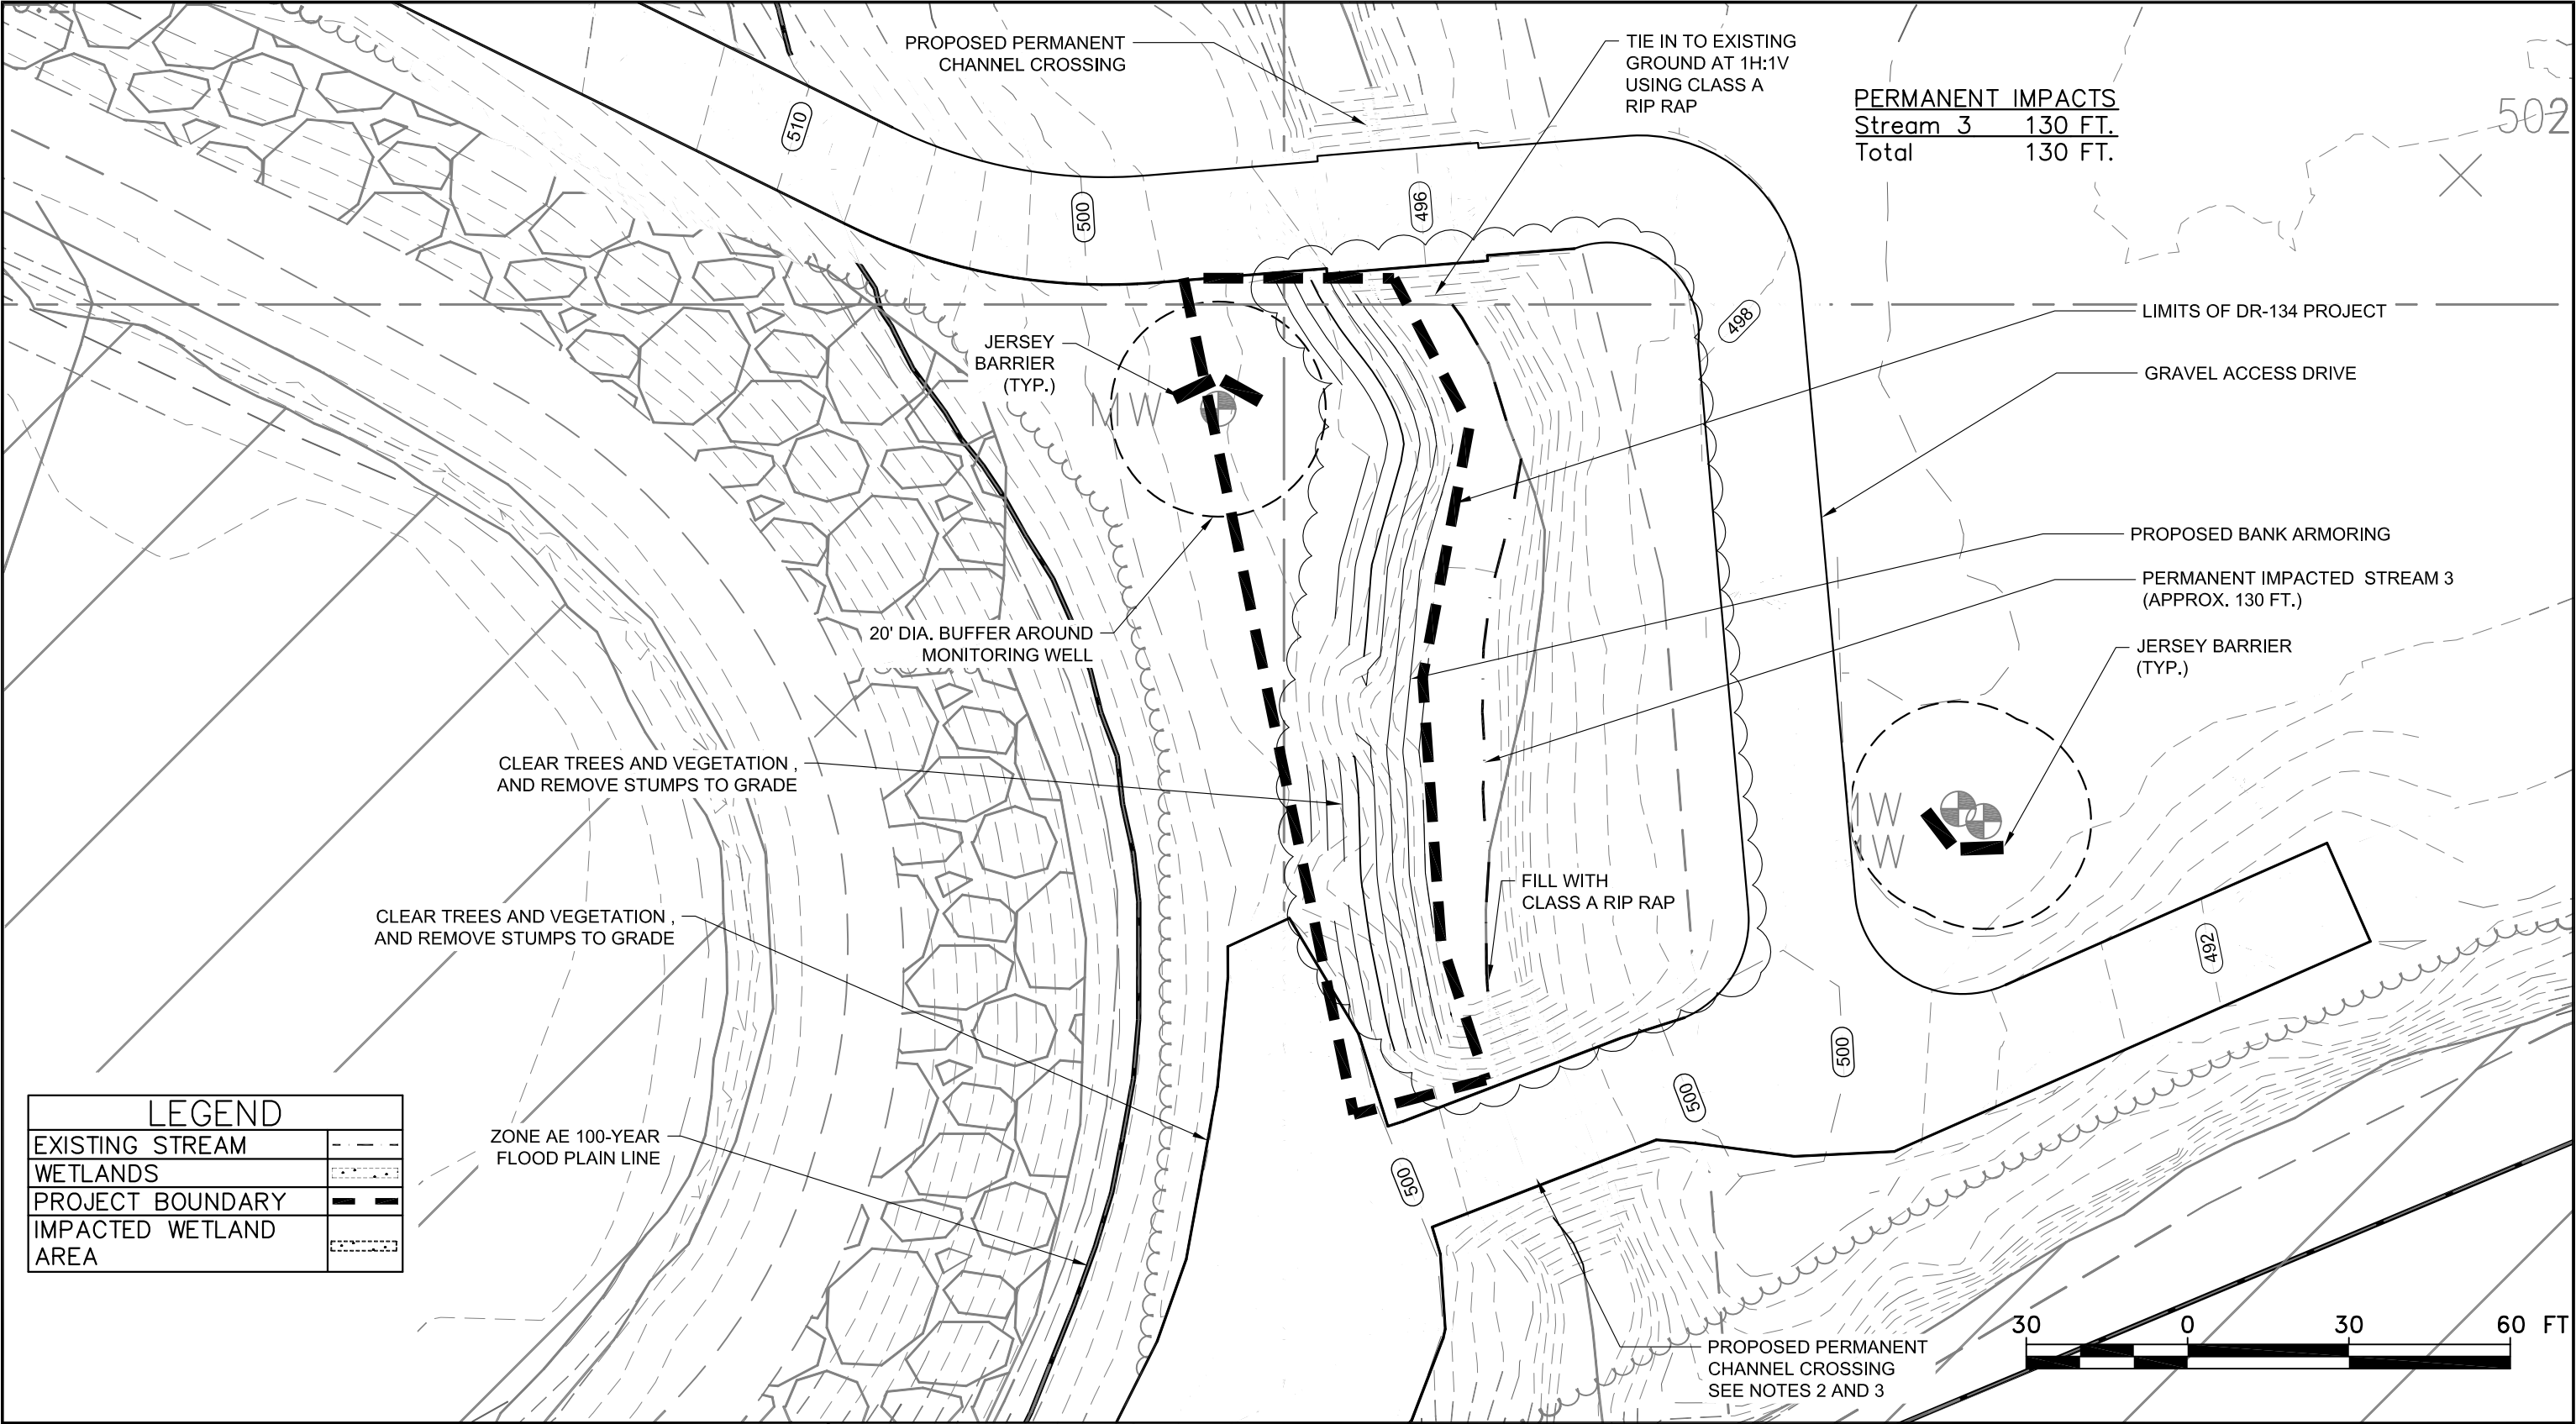 PROPOSED PERMANENT
CHANNEL CROSSING
TIE IN TO EXISTING
GROUND AT 1H:1V
USING CLASS A
RIP RAP
PERMANENT IMPACTS
Stream 3 130 FT.
Total 130 FT.
502
510
500
496
498
LIMITS OF DR-134 PROJECT
JERSEY
BARRIER
(TYP.)
MW
GRAVEL ACCESS DRIVE
PROPOSED BANK ARMORING
PERMANENT IMPACTED STREAM 3
(APPROX. 130 FT.)
20' DIA. BUFFER AROUND
MONITORING WELL
JERSEY BARRIER
(TYP.)
CLEAR TREES AND VEGETATION ,
AND REMOVE STUMPS TO GRADE
MW
MW
FILL WITH
CLASS A RIP RAP
CLEAR TREES AND VEGETATION ,
AND REMOVE STUMPS TO GRADE
492
500
500
500
LEGEND
EXISTING STREAM
WETLANDS
PROJECT BOUNDARY
IMPACTED WETLAND
AREA
ZONE AE 100-YEAR
FLOOD PLAIN LINE
30 0 30 60 FT
PROPOSED PERMANENT
CHANNEL CROSSING
SEE NOTES 2 AND 3